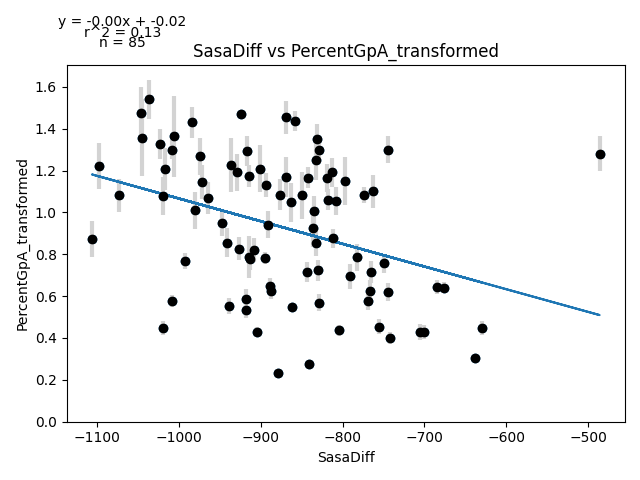 y = -0.00x + -0.02
r^2 = 0.13
n = 85
SasaDiff vs PercentGpA_transformed
1.6
1.4
1.2
1.0
0.8
0.6
0.4
0.2
0.0
PercentGpA_transformed
−1100 −1000 −900 −800 −700 −600 −500
SasaDiff